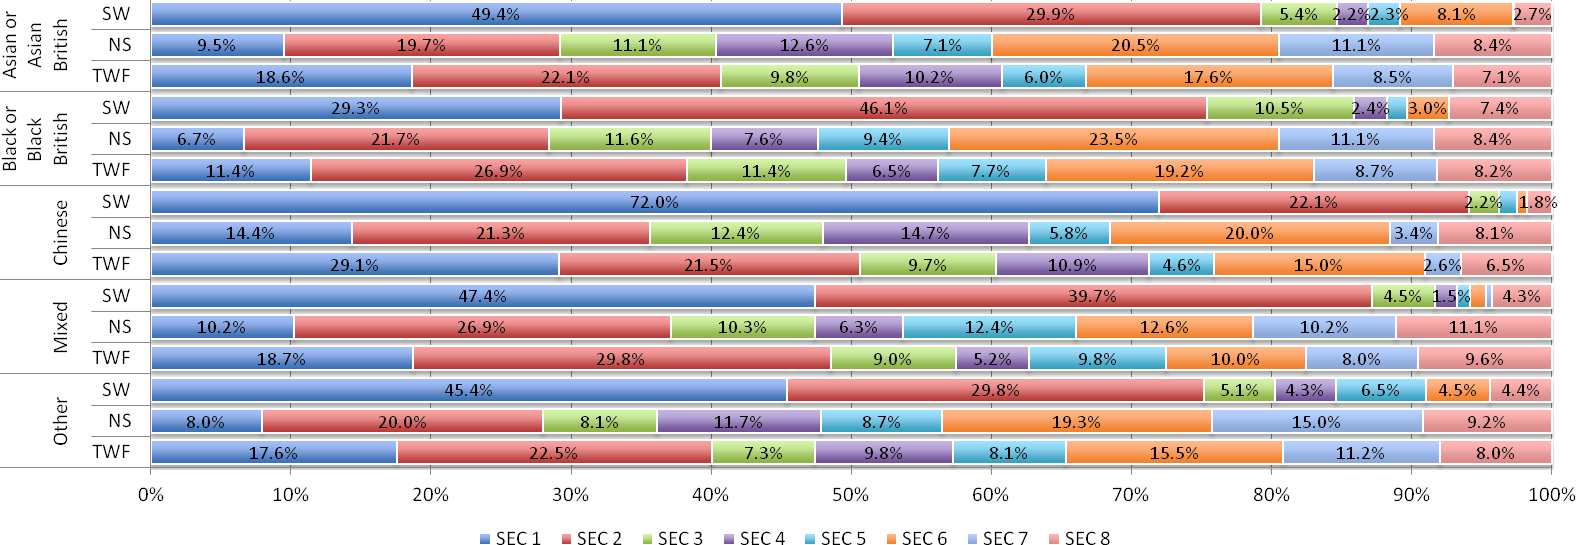 Asian or Asian British
SW 49.4% 29.9% 5.4% 2.2% 2.3% 8.1% 2.7%
NS 9.5% 19.7% 11.1% 12.6% 7.1% 20.5% 11.1% 8.4%
TWF 18.6% 22.1% 9.8% 10.2% 6.0% 17.6% 8.5% 7.1%
Black or Black British
SW 29.3% 46.1% 10.5% 2.4% 3.0% 7.4%
NS 6.7% 21.7% 11.6% 7.6% 9.4% 23.5% 11.1% 8.4%
TWF 11.4% 26.9% 11.4% 6.5% 7.7% 19.2% 8.7% 8.2%
Chinese
SW 72.0% 22.1% 2.2% 1.8%
NS 14.4% 21.3% 12.4% 14.7% 5.8% 20.0% 3.4% 8.1%
TWF 29.1% 21.5% 9.7% 10.9% 4.6% 15.0% 2.6% 6.5%
Mixed
SW 47.4% 39.7% 4.5% 1.5% 4.3%
NS 10.2% 26.9% 10.3% 6.3% 12.4% 12.6% 10.2% 11.1%
TWF 18.7% 29.8% 9.0% 5.2% 9.8% 10.0% 8.0% 9.6%
Other
SW 45.4% 29.8% 5.1% 4.3% 6.5% 4.5% 4.4%
NS 8.0% 20.0% 8.1% 11.7% 8.7% 19.3% 15.0% 9.2%
TWF 17.6% 22.5% 7.3% 9.8% 8.1% 15.5% 11.2% 8.0%
0% 10% 20% 30% 40% 50% 60% 70% 80% 90% 100%
SEC 1 SEC 2 SEC 3 SEC 4 SEC 5 SEC 6 SEC 7 SEC 8